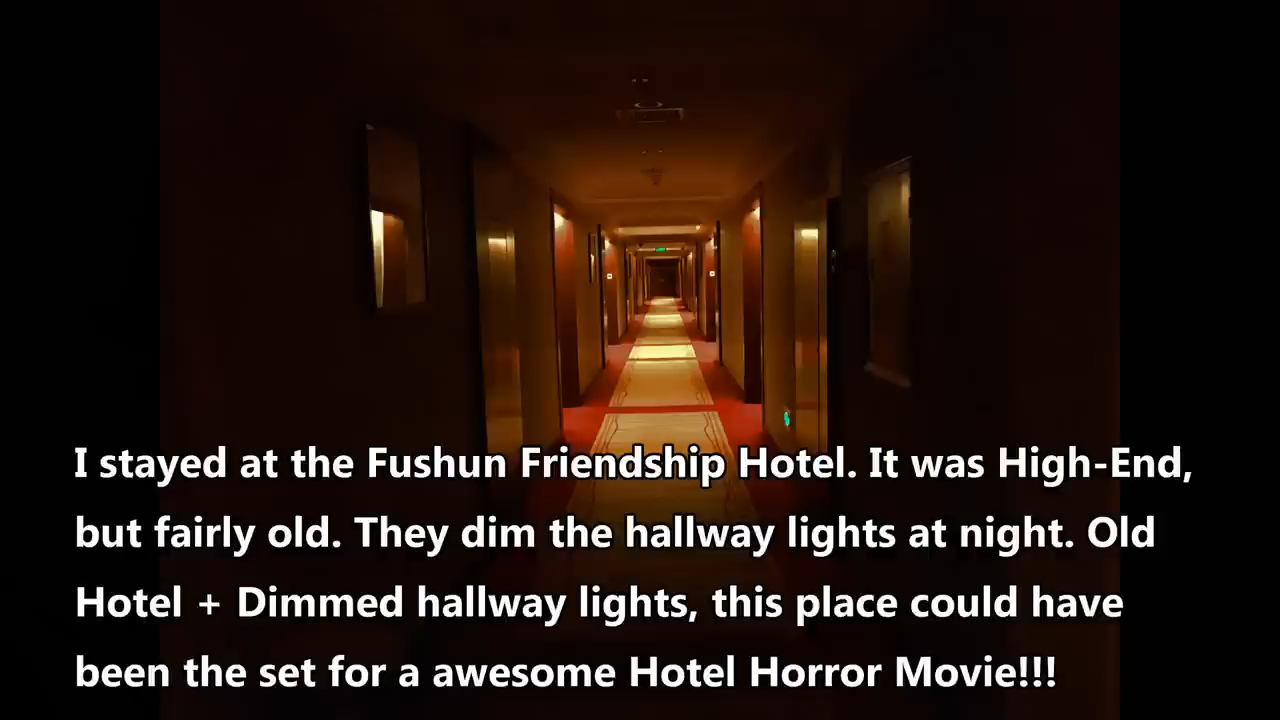 I stayed at the Fushun Friendship Hotel. It was High-End,
but fairly old. They dim the hallway lights at night. Old
Hotel + Dimmed hallway lights, this place could have
been the set for a awesome Hotel Horror Movie!!!